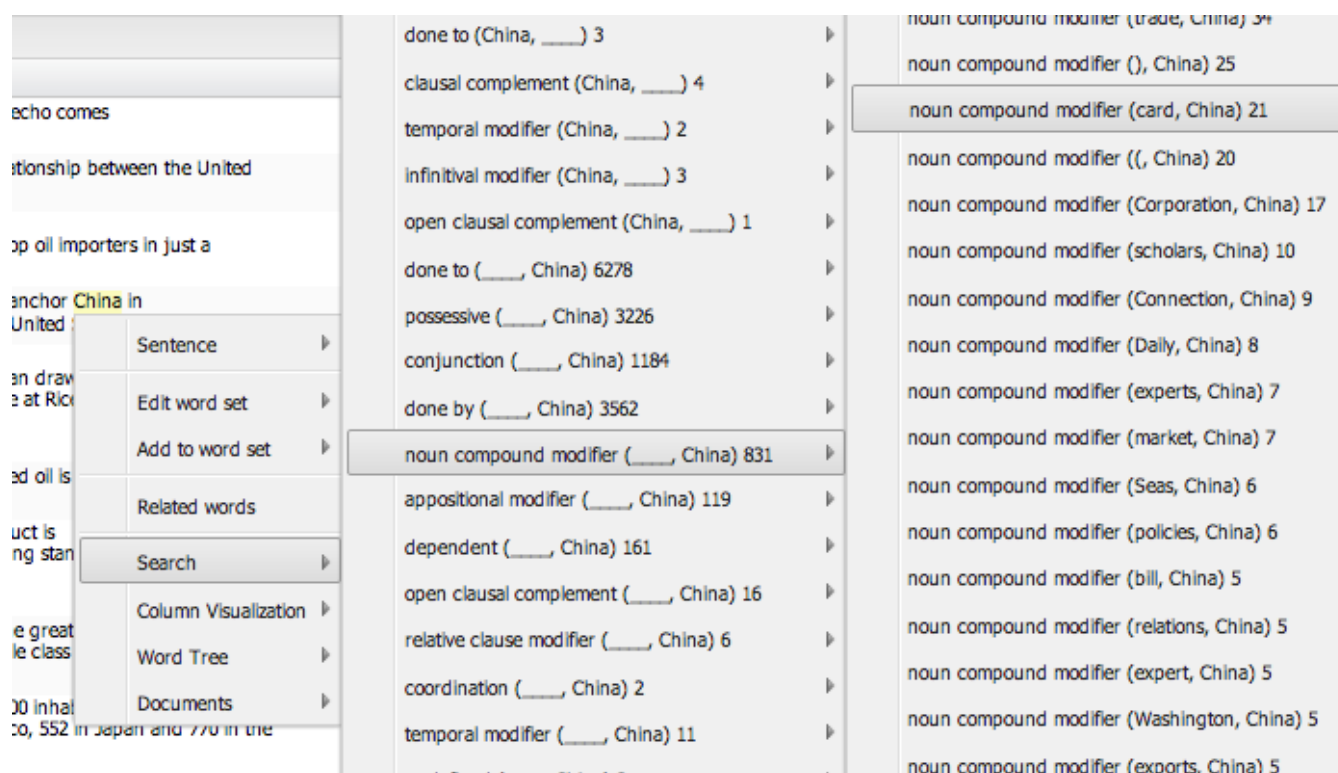 echo comes
ationship between the United
op oil importers in just a
anchor China in
United
an draw
e at Rice
ed oil is
uct is
ng stan
e great
le class
00 inhab
co, 552 in Japan and 770 in the
Sentence
Edit word set
Add to word set
Related words
Search
Column Visualization
Word Tree
Documents
done to (China, ____) 3
clausal complement (China, ____) 4
temporal modifier (China, ____) 2
infinitival modifier (China, ____) 3
open clausal complement (China, ____) 1
done to (____, China) 6278
possessive (____, China) 3226
conjunction (____, China) 1184
done by (____, China) 3562
noun compound modifier (____, China) 831
appositional modifier (____, China) 119
dependent (____, China) 161
open clausal complement (____, China) 16
relative clause modifier (____, China) 6
coordination (____, China) 2
temporal modifier (____, China) 11
noun compound modifier (trade, China) 34
noun compound modifier (), China) 25
noun compound modifier (card, China) 21
noun compound modifier ((, China) 20
noun compound modifier (Corporation, China) 17
noun compound modifier (scholars, China) 10
noun compound modifier (Connection, China) 9
noun compound modifier (Daily, China) 8
noun compound modifier (experts, China) 7
noun compound modifier (market, China) 7
noun compound modifier (Seas, China) 6
noun compound modifier (policies, China) 6
noun compound modifier (bill, China) 5
noun compound modifier (relations, China) 5
noun compound modifier (expert, China) 5
noun compound modifier (Washington, China) 5
noun compound modifier (exports, China) 5